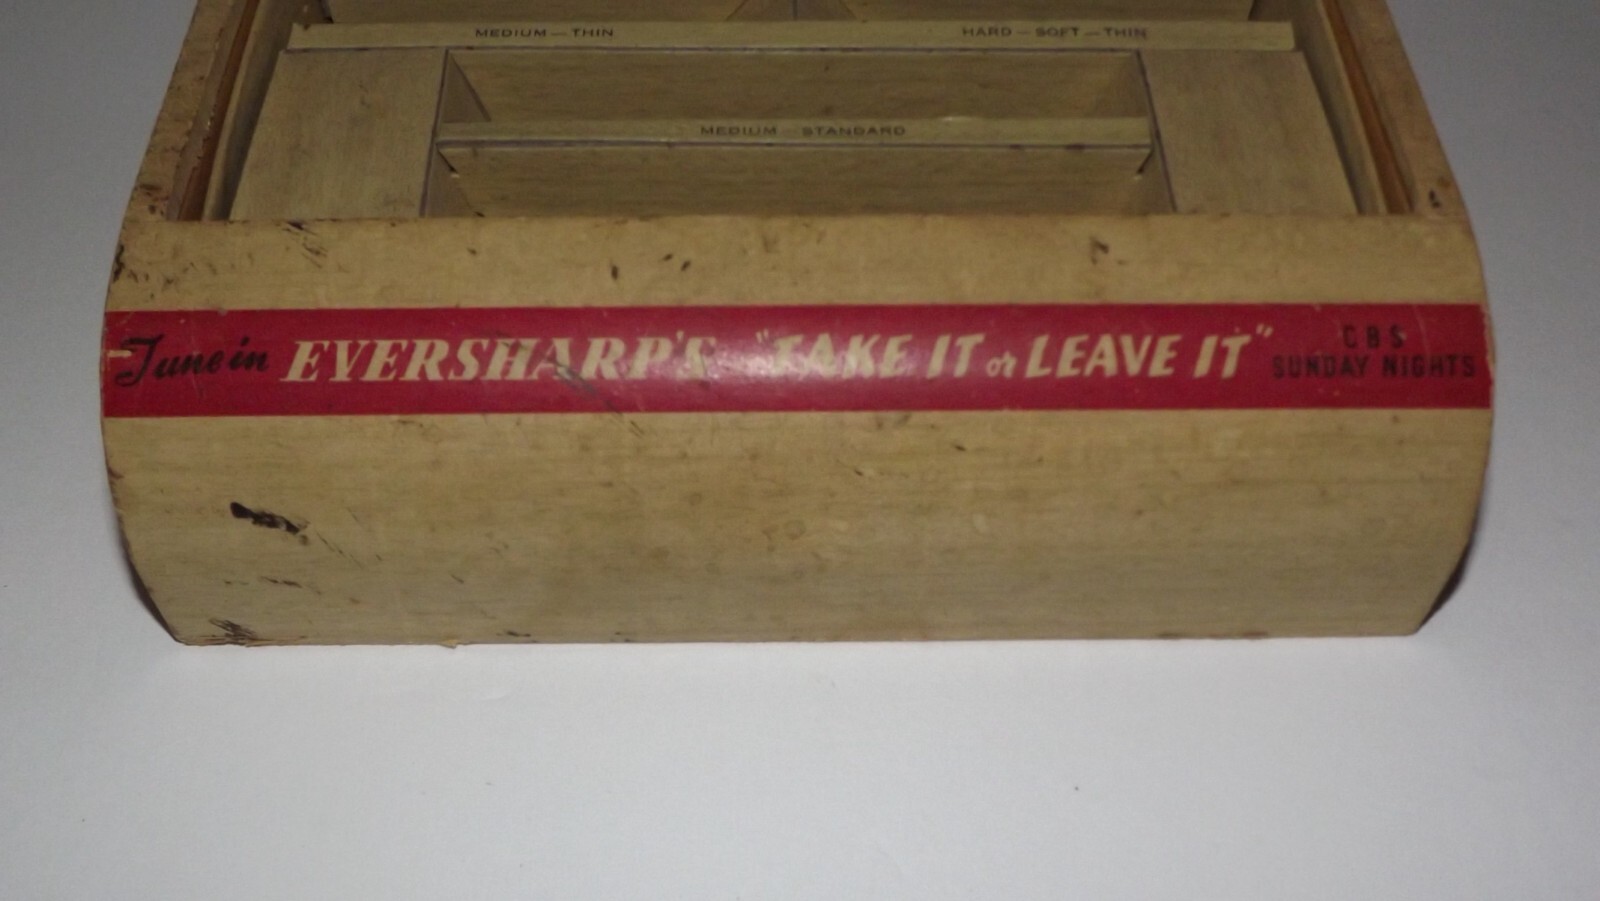 MEDIUM — THIN HARD — SOFT — THIN
MEDIUM STANDARD
Tune in EVERSHARP'S "TAKE IT or LEAVE IT" CBS
SUNDAY NIGHTS